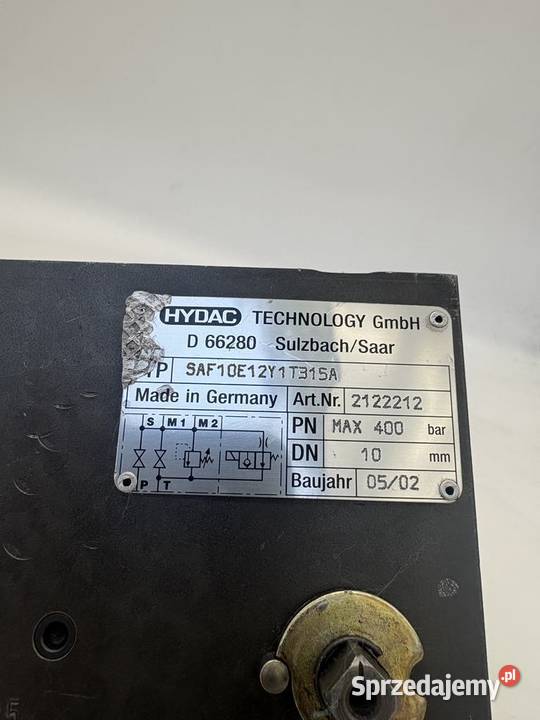 HYDAC TECHNOLOGY GmbH
D 66280 Sulzbach/Saar
SAF10E12Y1T315A
Made in Germany Art.Nr. 2122212
S M1 M2
PN MAX 400 bar
DN 10 mm
P T
Baujahr 05/02
Sprzedajemy.pl